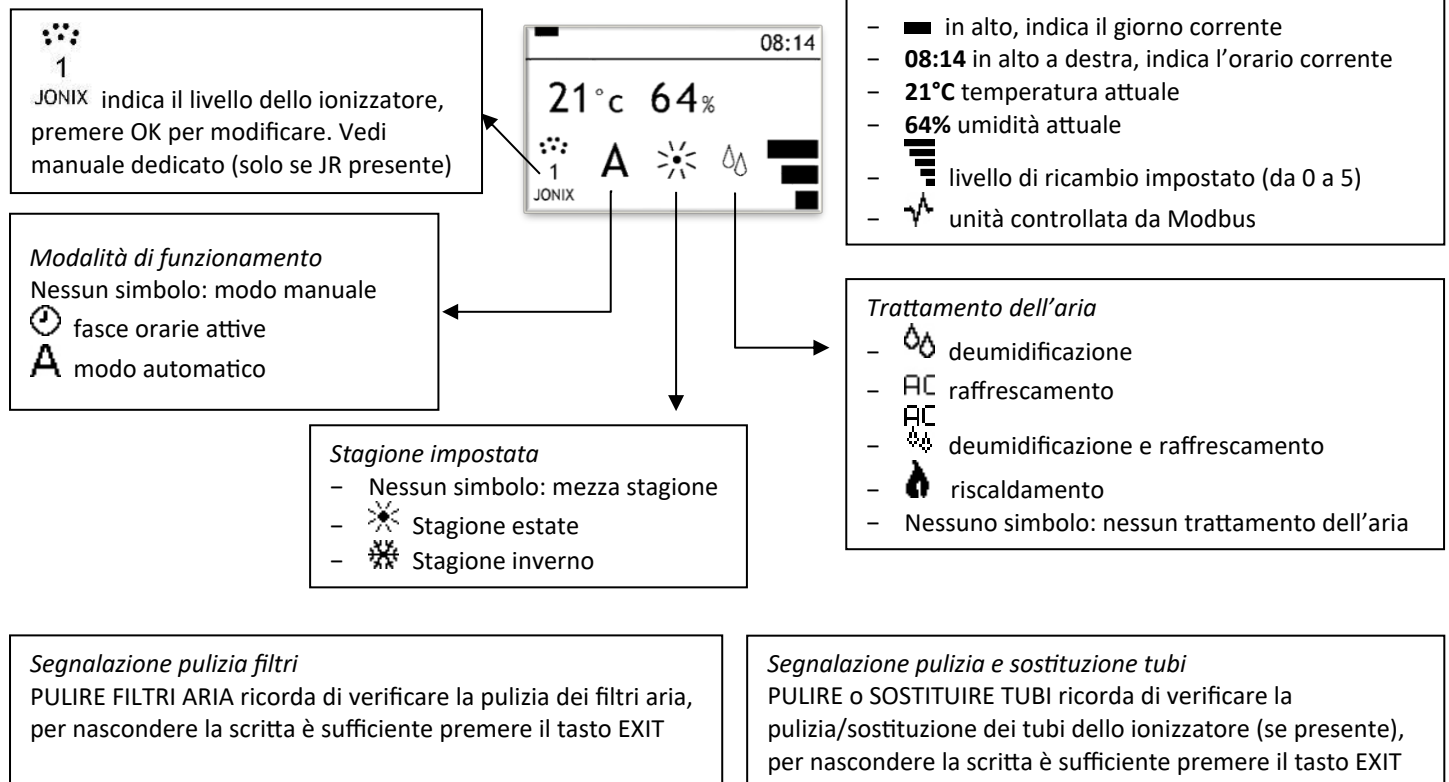 1
JONIX indica il livello dello ionizzatore,
premere OK per modificare. Vedi
manuale dedicato (solo se JR presente)
08:14
21°c 64%
1
JONIX
A
– in alto, indica il giorno corrente
– 08:14 in alto a destra, indica l'orario corrente
– 21°C temperatura attuale
– 64% umidità attuale
– livello di ricambio impostato (da 0 a 5)
– unità controllata da Modbus
Modalità di funzionamento
Nessun simbolo: modo manuale
fasce orarie attive
A modo automatico
Trattamento dell'aria
– deumidificazione
– AC raffrescamento
AC
– deumidificazione e raffrescamento
– riscaldamento
– Nessuno simbolo: nessun trattamento dell'aria
Stagione impostata
– Nessun simbolo: mezza stagione
– Stagione estate
– Stagione inverno
Segnalazione pulizia filtri
PULIRE FILTRI ARIA ricorda di verificare la pulizia dei filtri aria,
per nascondere la scritta è sufficiente premere il tasto EXIT
Segnalazione pulizia e sostituzione tubi
PULIRE o SOSTITUIRE TUBI ricorda di verificare la
pulizia/sostituzione dei tubi dello ionizzatore (se presente),
per nascondere la scritta è sufficiente premere il tasto EXIT